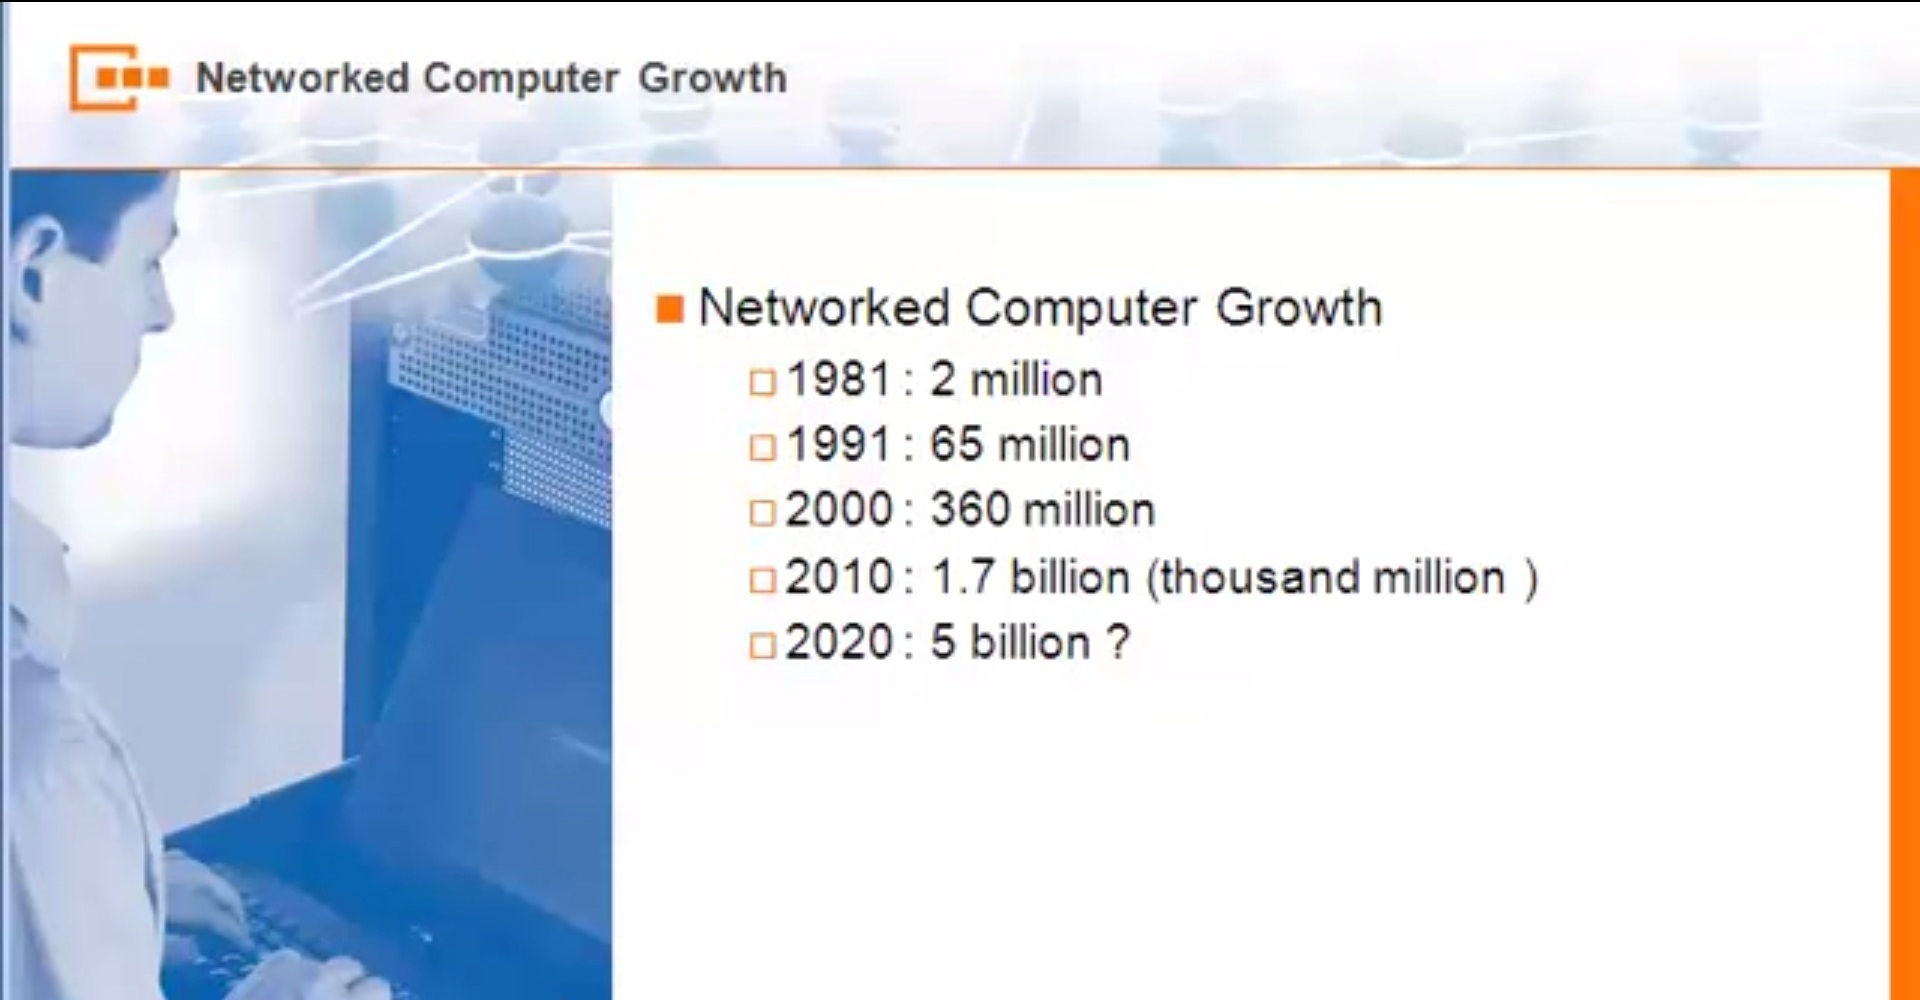 Networked Computer Growth
Networked Computer Growth
1981 : 2 million
1991 : 65 million
2000 : 360 million
2010 : 1.7 billion (thousand million )
2020 : 5 billion ?